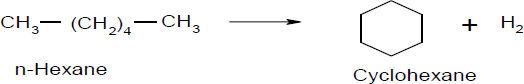 CH₃— (CH₂)₄— CH₃ ⟶ + H₂
n-Hexane Cyclohexane